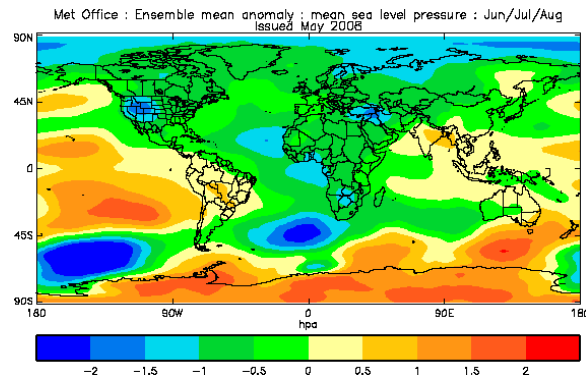 Met Office : Ensemble mean anomaly : mean sea level pressure : Jun/Jul/Aug
Issued May 2008
90N
45N
0
45S
90S
180 90W 0 90E 180
hpa
-2 -1.5 -1 -0.5 0 0.5 1 1.5 2